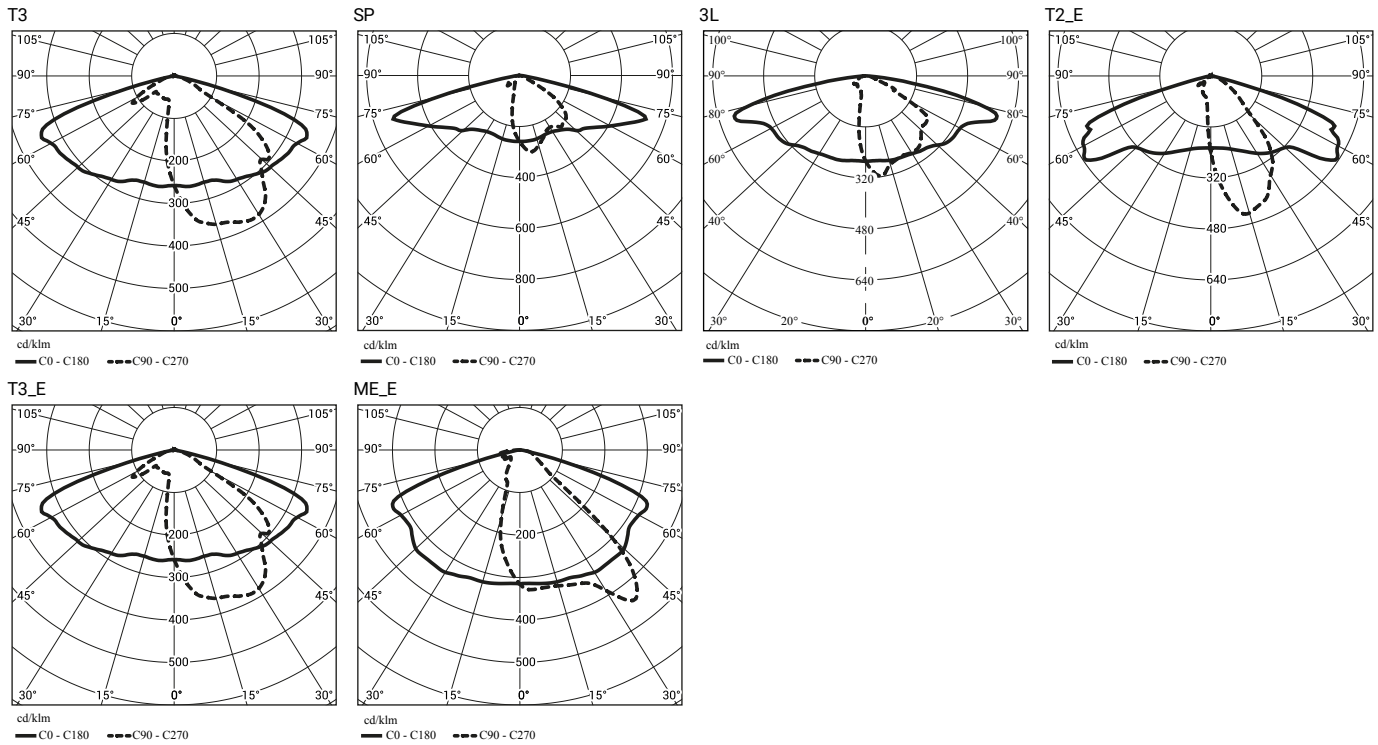 T3 SP 3L T2_E
105° 105° 105° 105° 100° 100° 105° 105°
90° 90° 90° 90° 90° 90° 90° 90°
75° 75° 75° 75° 80° 80° 75° 75°
60° 200 60° 60° 400 60° 60° 320 60° 60° 320 60°
300
45° 45° 45° 600 45° 40° 480 40° 45° 480 45°
400
500 800 640 640
30° 15° 0° 15° 30° 30° 15° 0° 15° 30° 30° 20° 0° 20° 30° 30° 15° 0° 15° 30°
cd/klm cd/klm cd/klm cd/klm
C0 - C180 C90 - C270 C0 - C180 C90 - C270 C0 - C180 C90 - C270 C0 - C180 C90 - C270
T3_E ME_E
105° 105° 105° 105°
90° 90° 90° 90°
75° 75° 75° 75°
60° 200 60° 60° 200 60°
300
45° 45° 45° 45°
400 400
500 500
30° 15° 0° 15° 30° 30° 15° 0° 15° 30°
cd/klm cd/klm
C0 - C180 C90 - C270 C0 - C180 C90 - C270